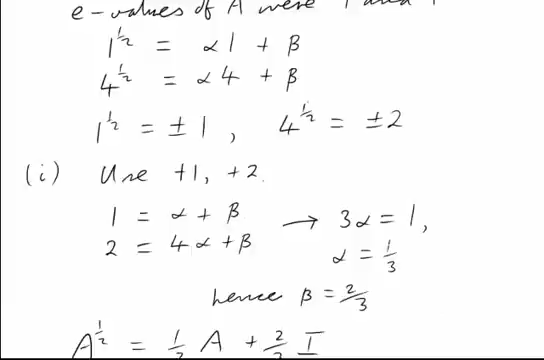 e-values of A were 1 and 4
1^½ = α1 + β
4^½ = α4 + β
1^½ = ±1, 4^½ = ±2
(i) Use +1, +2.
1 = α + β → 3α = 1,
2 = 4α + β α = 1/3
hence β = 2/3
A^½ = 1/3 A + 2/3 I